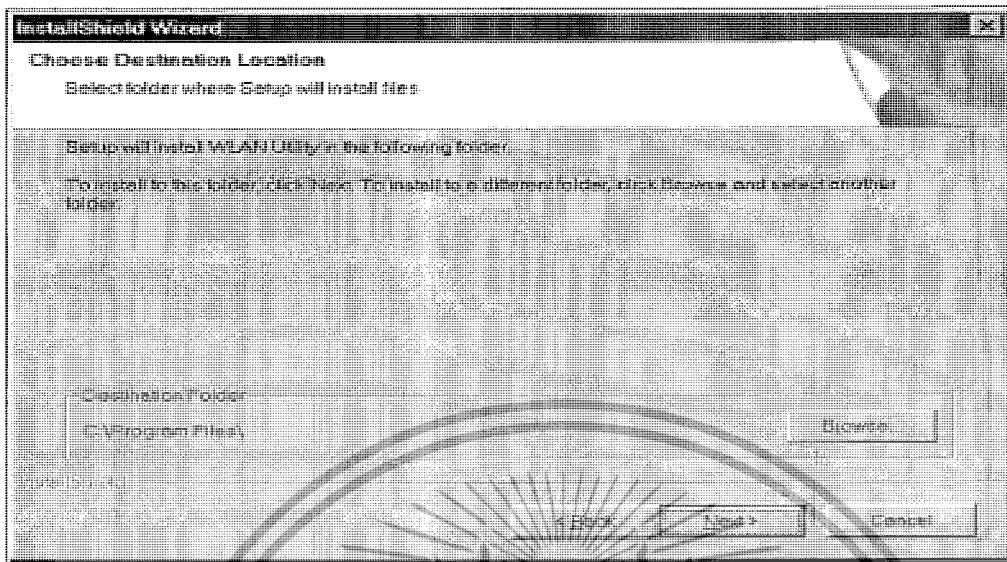 InstallShield Wizard
Choose Destination Location
Select folder where Setup will install files.
Setup will install WLAN Utility in the following folder.
To install to this folder, click Next. To install to a different folder, click Browse and select another
folder.
Destination Folder
C:\Program Files\
Browse...
InstallShield
< Back
Next >
Cancel